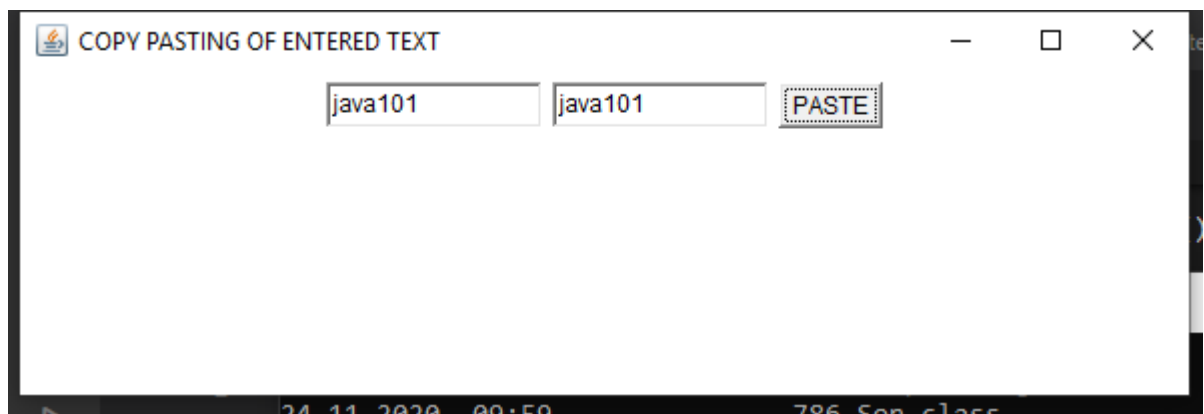 COPY PASTING OF ENTERED TEXT
java101 java101 PASTE
24.11.2020 09:59 786 Son.class